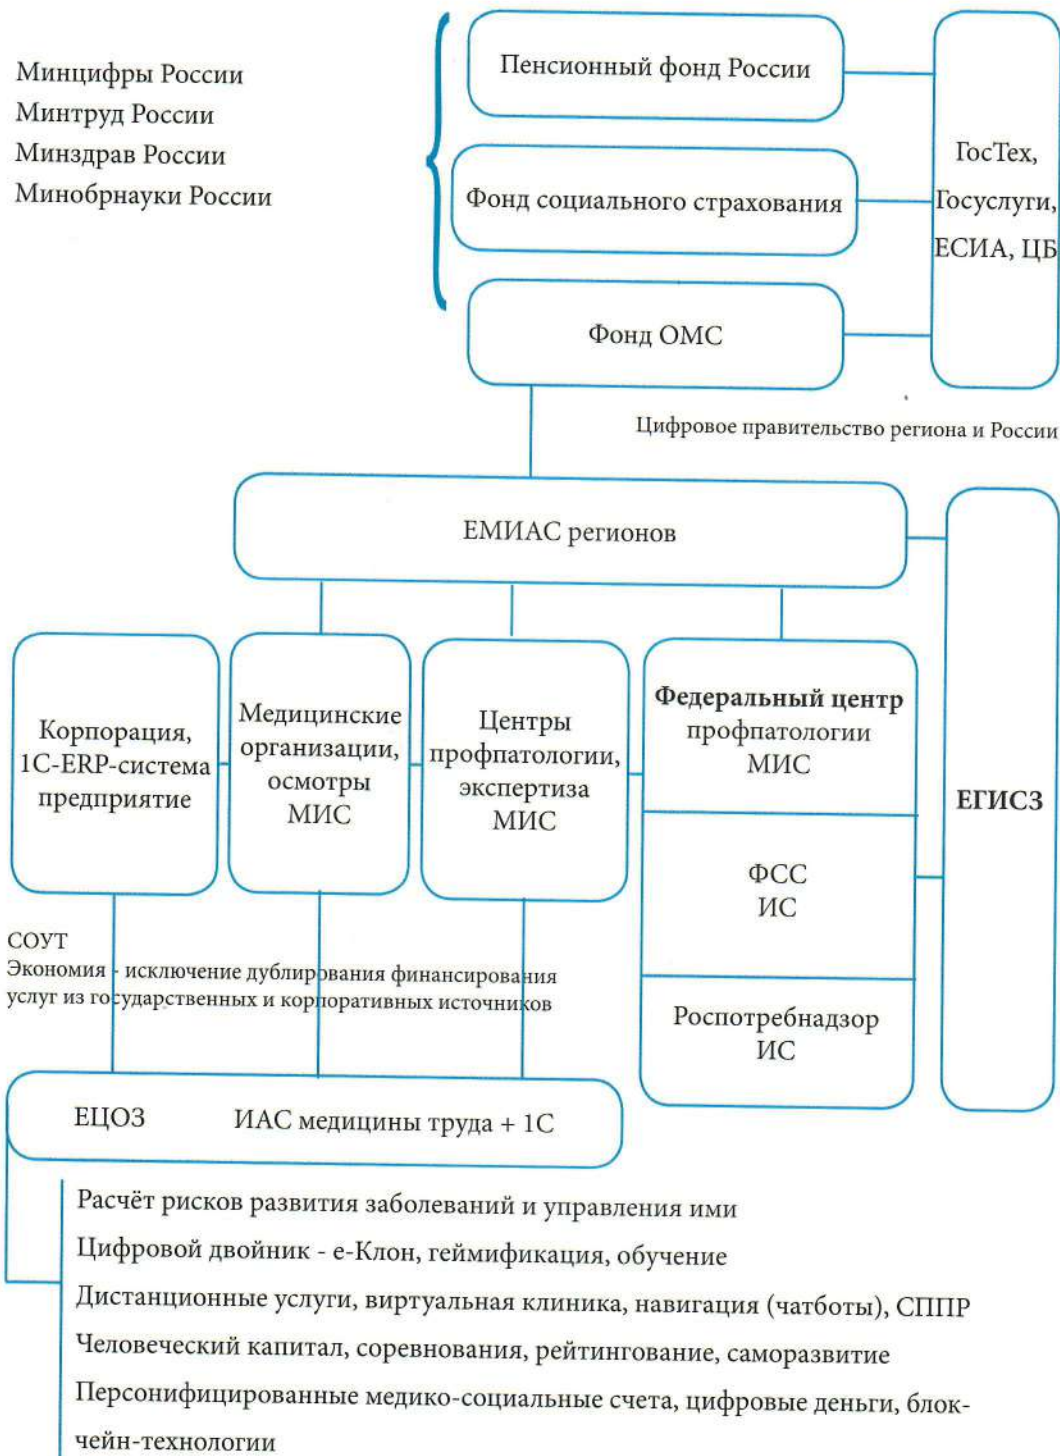 Минцифры России
Минтруд России
Минздрав России
Минобрнауки России
Пенсионный фонд России
Фонд социального страхования
Фонд ОМС
ГосТех,
Госуслуги,
ЕСИА, ЦБ
Цифровое правительство региона и России
ЕМИАС регионов
Корпорация,
1С-ERP-система
предприятие
Медицинские
организации,
осмотры
МИС
Центры
профпатологии,
экспертиза
МИС
Федеральный центр
профпатологии
МИС
ФСС
ИС
Роспотребнадзор
ИС
ЕГИСЗ
СОУТ
Экономия - исключение дублирования финансирования
услуг из государственных и корпоративных источников
ЕЦОЗ ИАС медицины труда + 1С
Расчёт рисков развития заболеваний и управления ими
Цифровой двойник - е-Клон, геймификация, обучение
Дистанционные услуги, виртуальная клиника, навигация (чатботы), СППР
Человеческий капитал, соревнования, рейтингование, саморазвитие
Персонифицированные медико-социальные счета, цифровые деньги, блок-
чейн-технологии